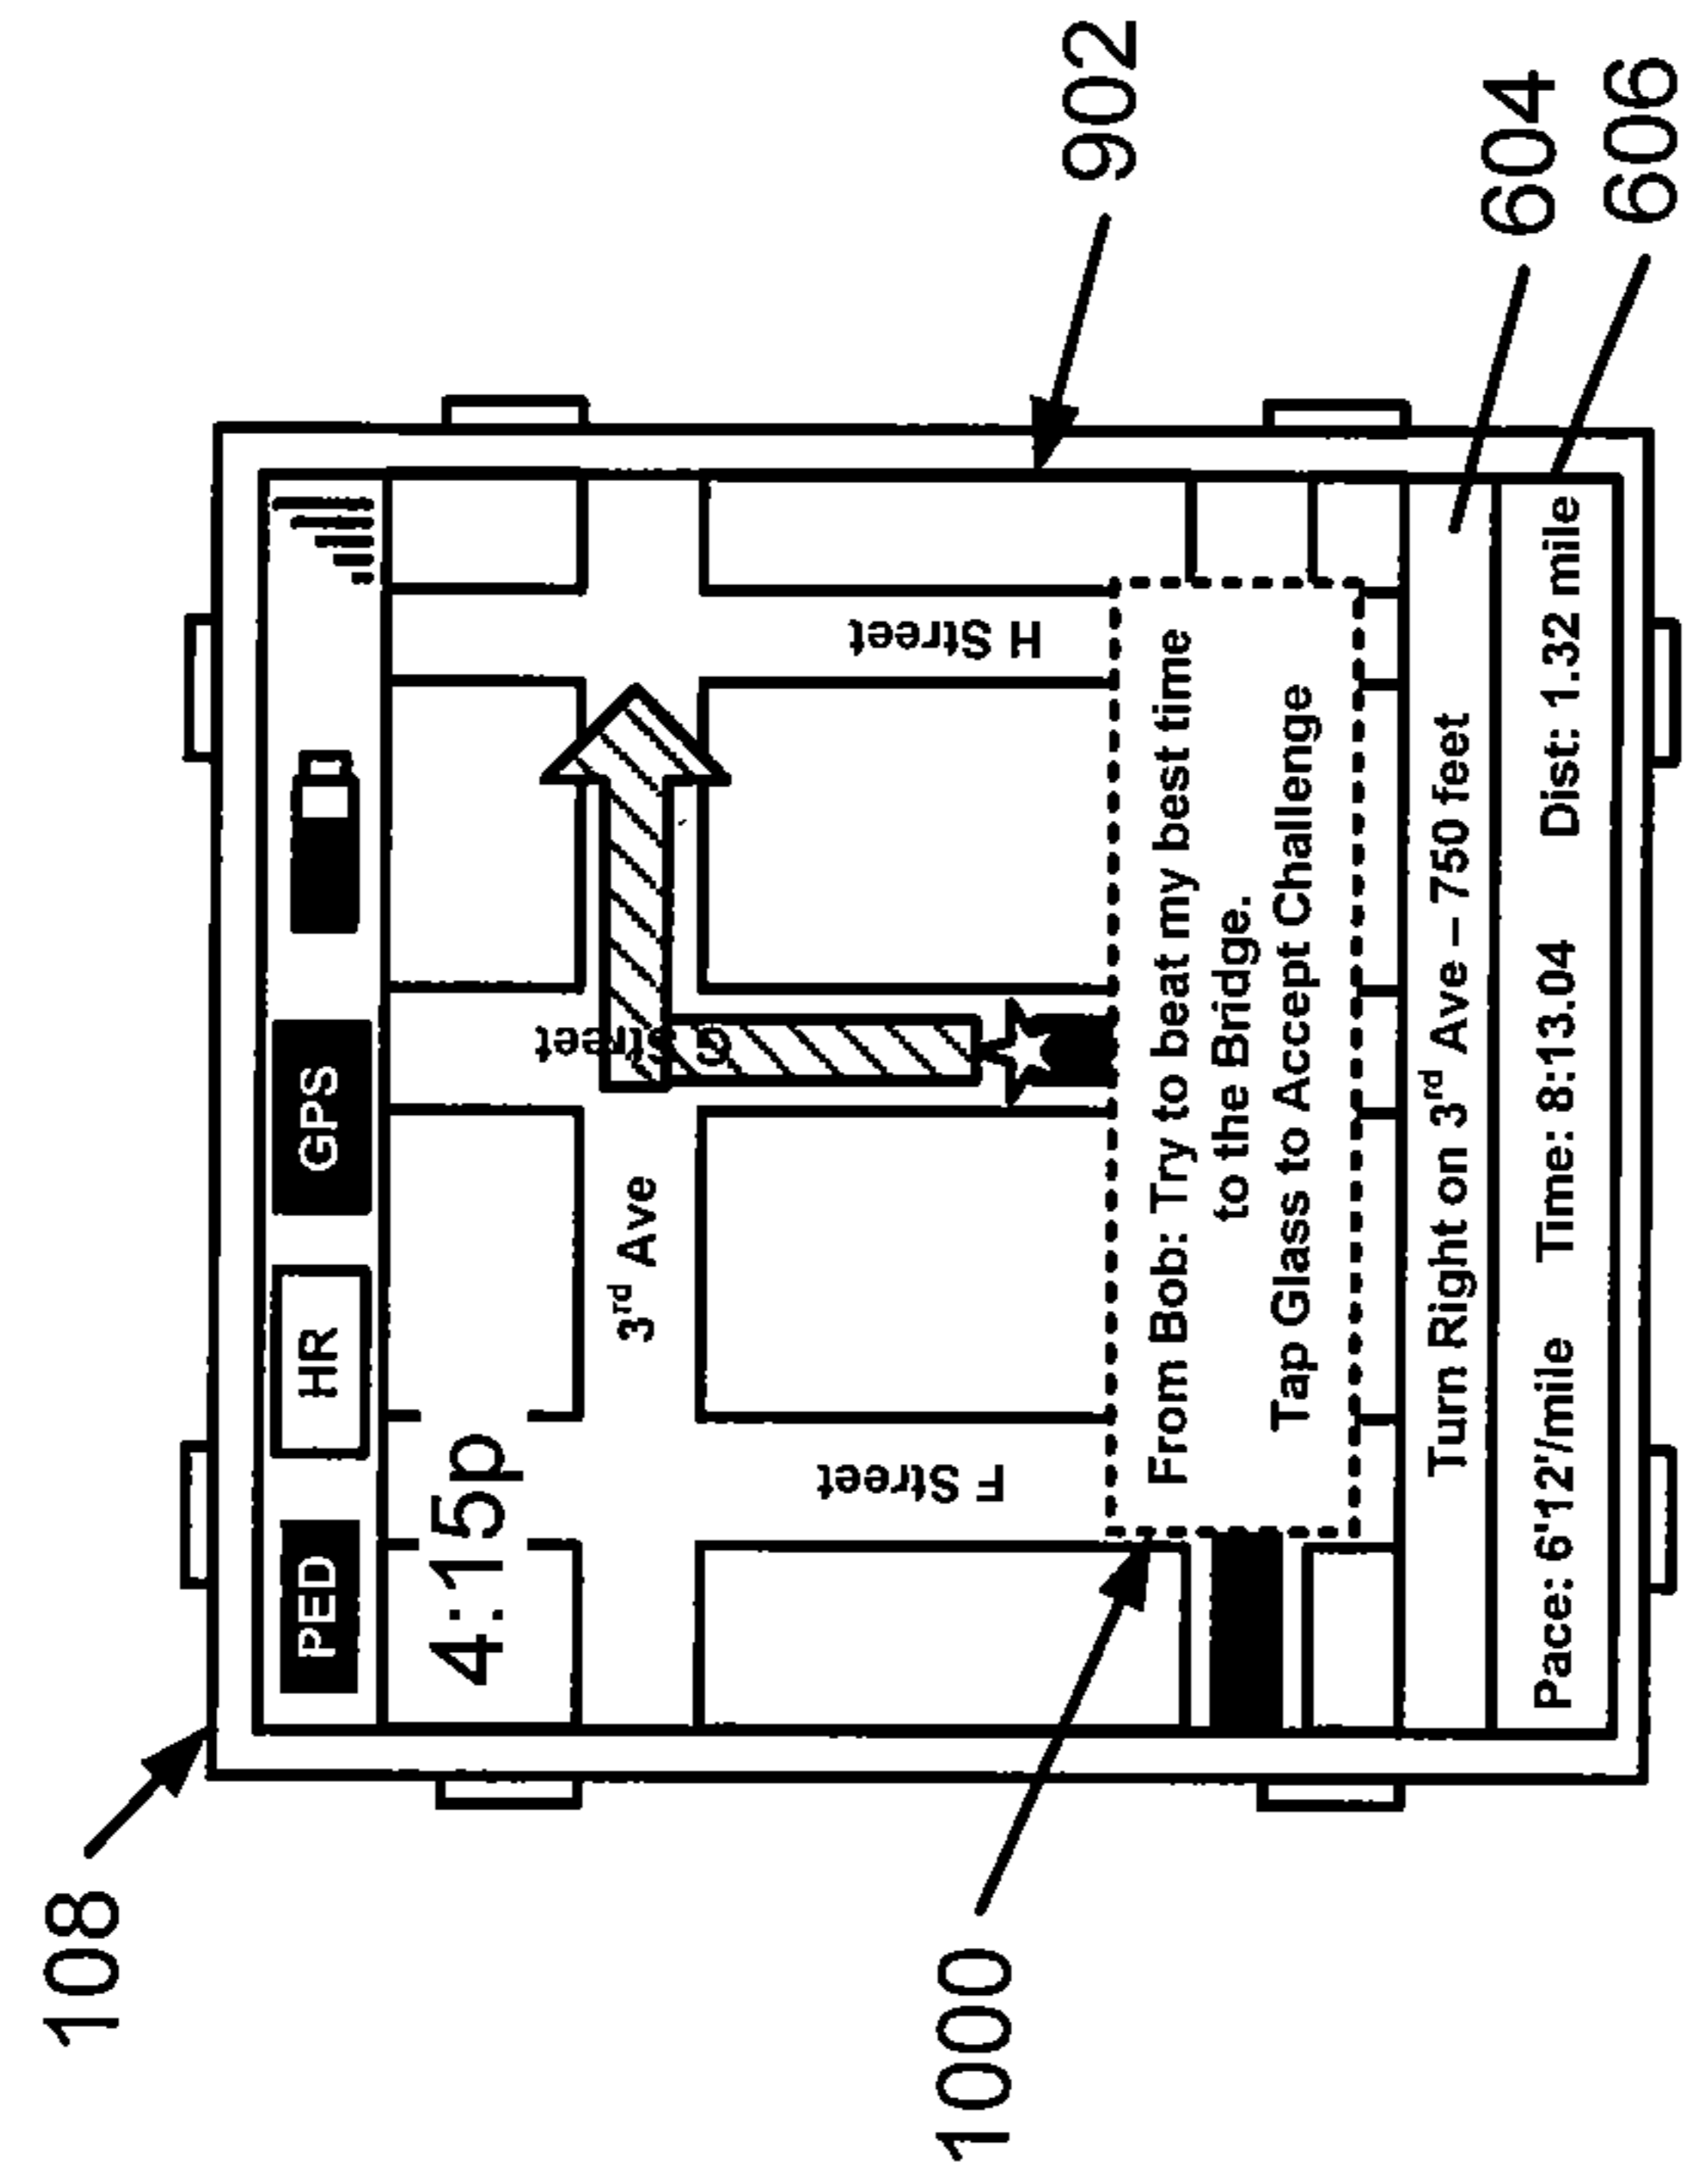 108
PED HR GPS
4:15p
3rd Ave
G Street
F Street
H Street
902
1000
From Bob: Try to beat my best time
to the Bridge.
Tap Glass to Accept Challenge
Turn Right on 3rd Ave – 750 feet
604
Pace: 6'12'/mile Time: 8:13.04 Dist: 1.32 mile
606